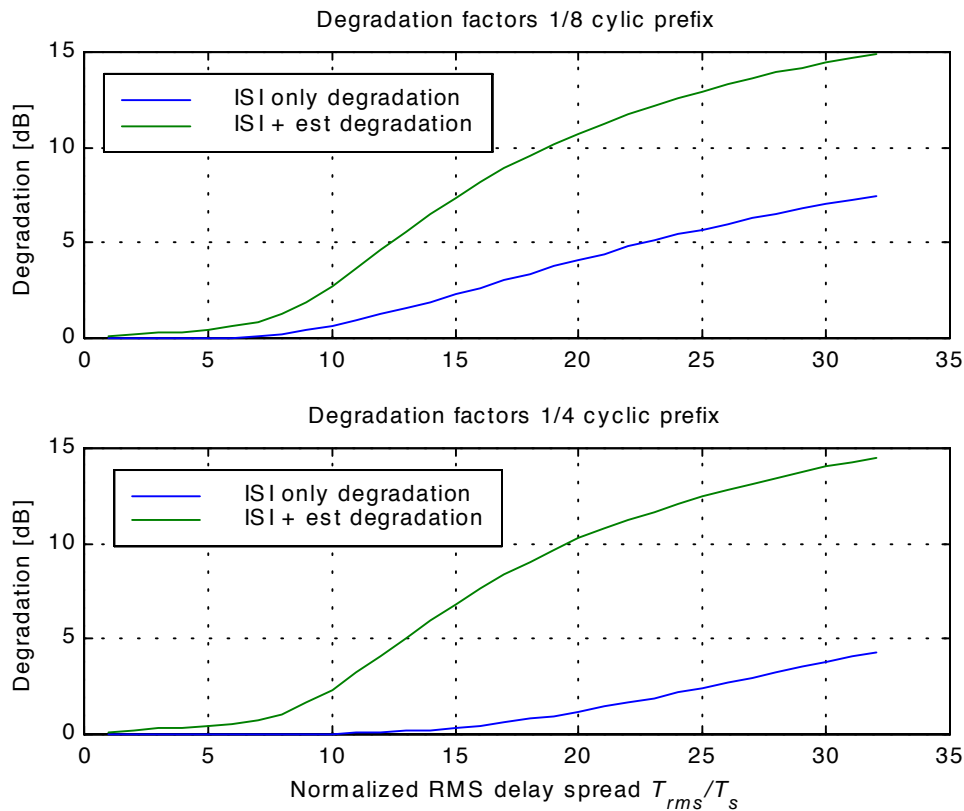 Degradation factors 1/8 cylic prefix
Degradation [dB]
15
10
5
0
ISI only degradation
ISI + est degradation
0 5 10 15 20 25 30 35
Degradation factors 1/4 cyclic prefix
Degradation [dB]
15
10
5
0
ISI only degradation
ISI + est degradation
0 5 10 15 20 25 30 35
Normalized RMS delay spread T_rms/T_s